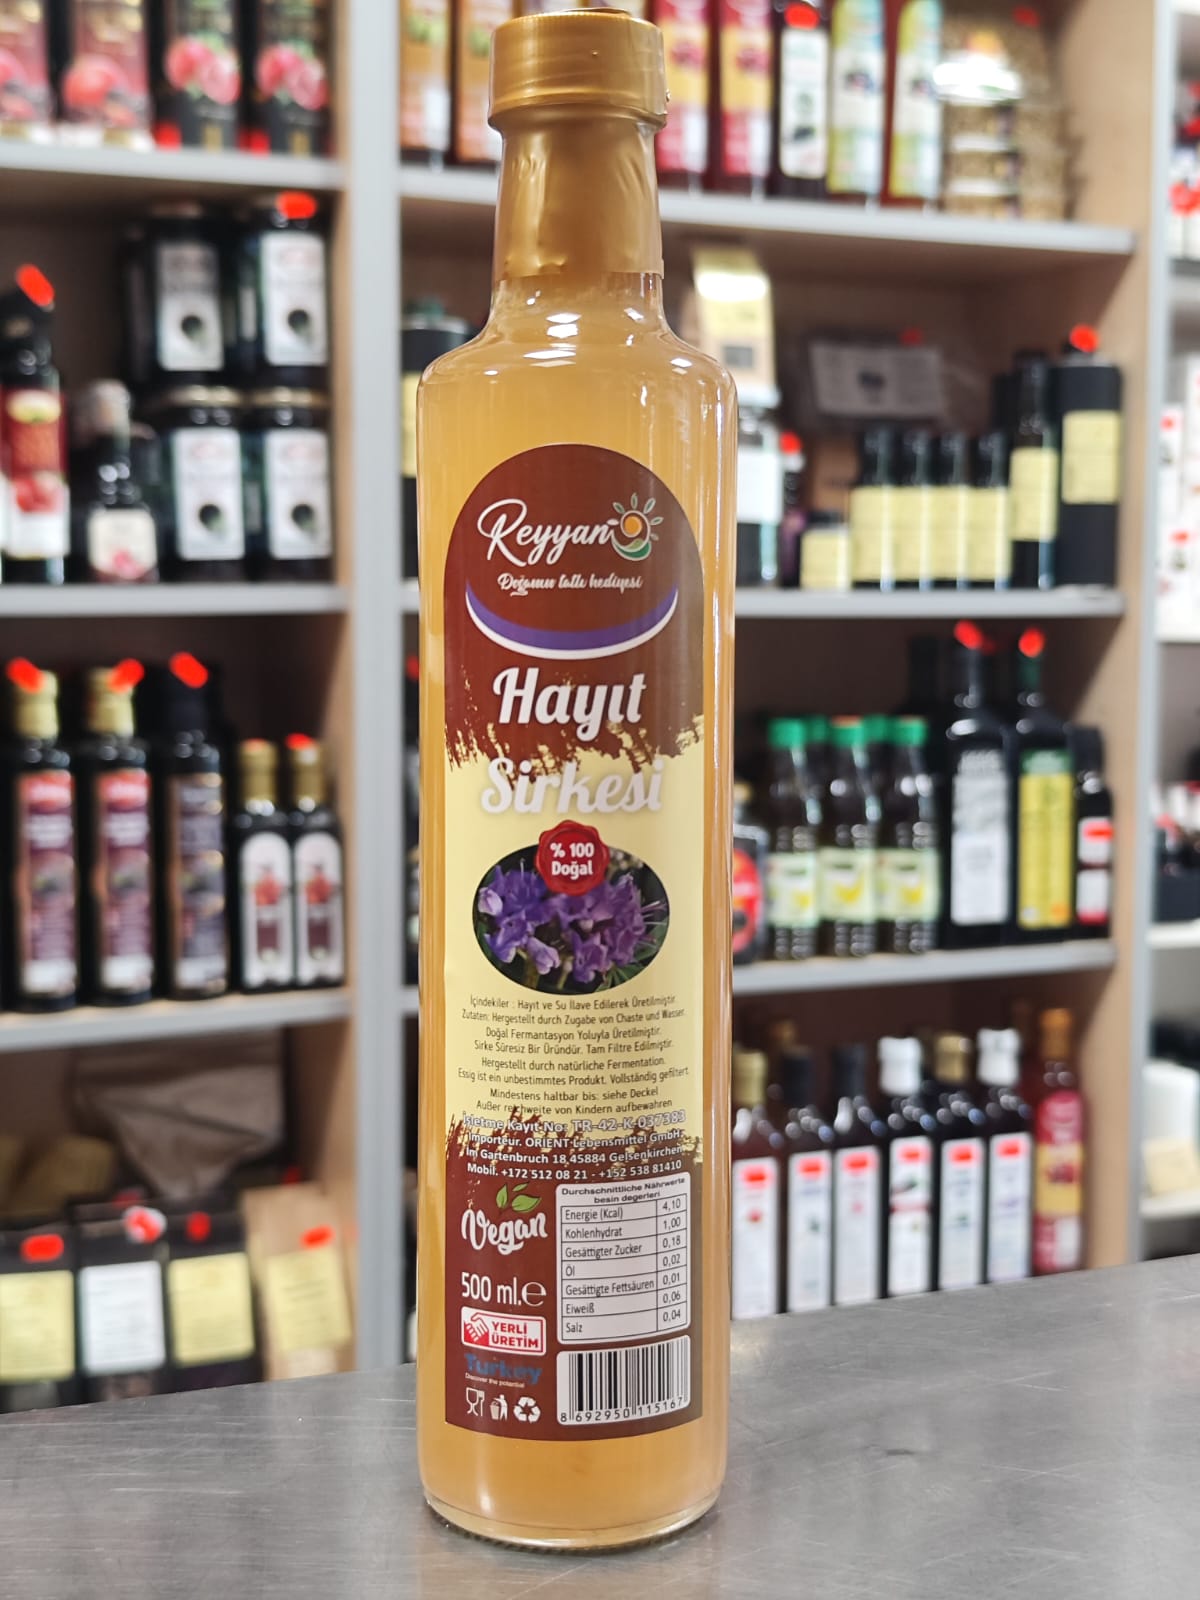 Reyyan
Doğanın tatlı hediyesi
Hayıt
Sirkesi
% 100
Doğal
İçindekiler : Hayıt ve Su İlave Edilerek Üretilmiştir.
Zutaten: Hergestellt durch Zugabe von Chaste und Wasser.
Doğal Fermantasyon Yoluyla Üretilmiştir.
Sirke Süresiz Bir Üründür. Tam Filtre Edilmiştir.
Hergestellt durch natürliche Fermentation.
Essig ist ein unbestimmtes Produkt. Vollständig gefiltert
Mindestens haltbar bis: siehe Deckel
Außer reichweite von Kindern aufbewahren
İşletme Kayıt No: TR-42-K-037383
Importeur. ORIENT Lebensmittel GmbH
Im Gartenbruch 18 45884 Gelsenkirchen
Mobil. +172 512 08 21 - +152 538 81410
Vegan
500 ml.e
YERLİ
ÜRETİM
Turkey
Discover the potential
Durchschnittliche Nährwerte
besin degerleri
Energie (Kcal) 4,10
Kohlenhydrat 1,00
Gesättigter Zucker 0,18
Öl 0,02
Gesättigte Fettsäuren 0,01
Eiweiß 0,06
Salz 0,04
8 692950 115167